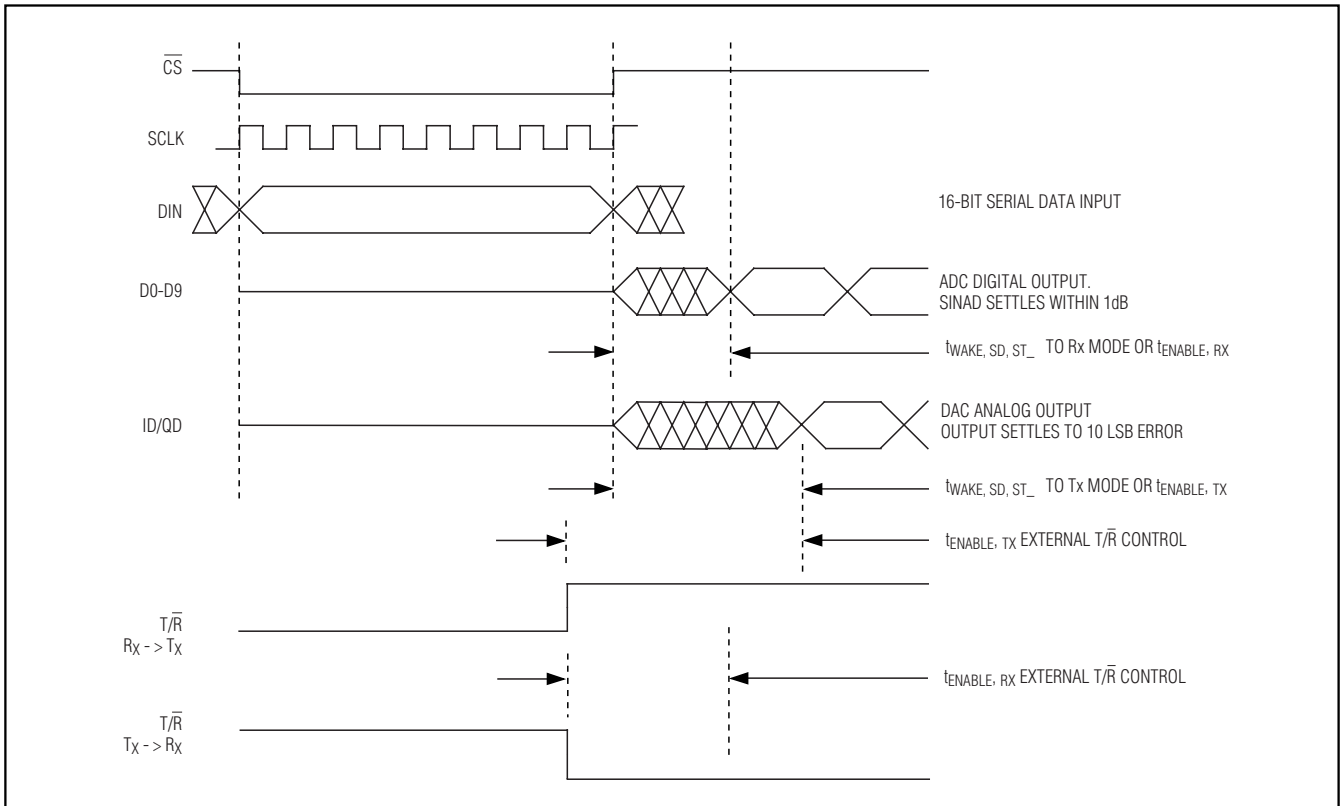 C̅S̅
SCLK
DIN
16-BIT SERIAL DATA INPUT
D0-D9
ADC DIGITAL OUTPUT.
SINAD SETTLES WITHIN 1dB
tWAKE, SD, ST_ TO Rx MODE OR tENABLE, RX
ID/QD
DAC ANALOG OUTPUT
OUTPUT SETTLES TO 10 LSB ERROR
tWAKE, SD, ST_ TO Tx MODE OR tENABLE, TX
tENABLE, TX EXTERNAL T/R̅ CONTROL
T/R̅
RX - > TX
tENABLE, RX EXTERNAL T/R̅ CONTROL
T/R̅
TX - > RX